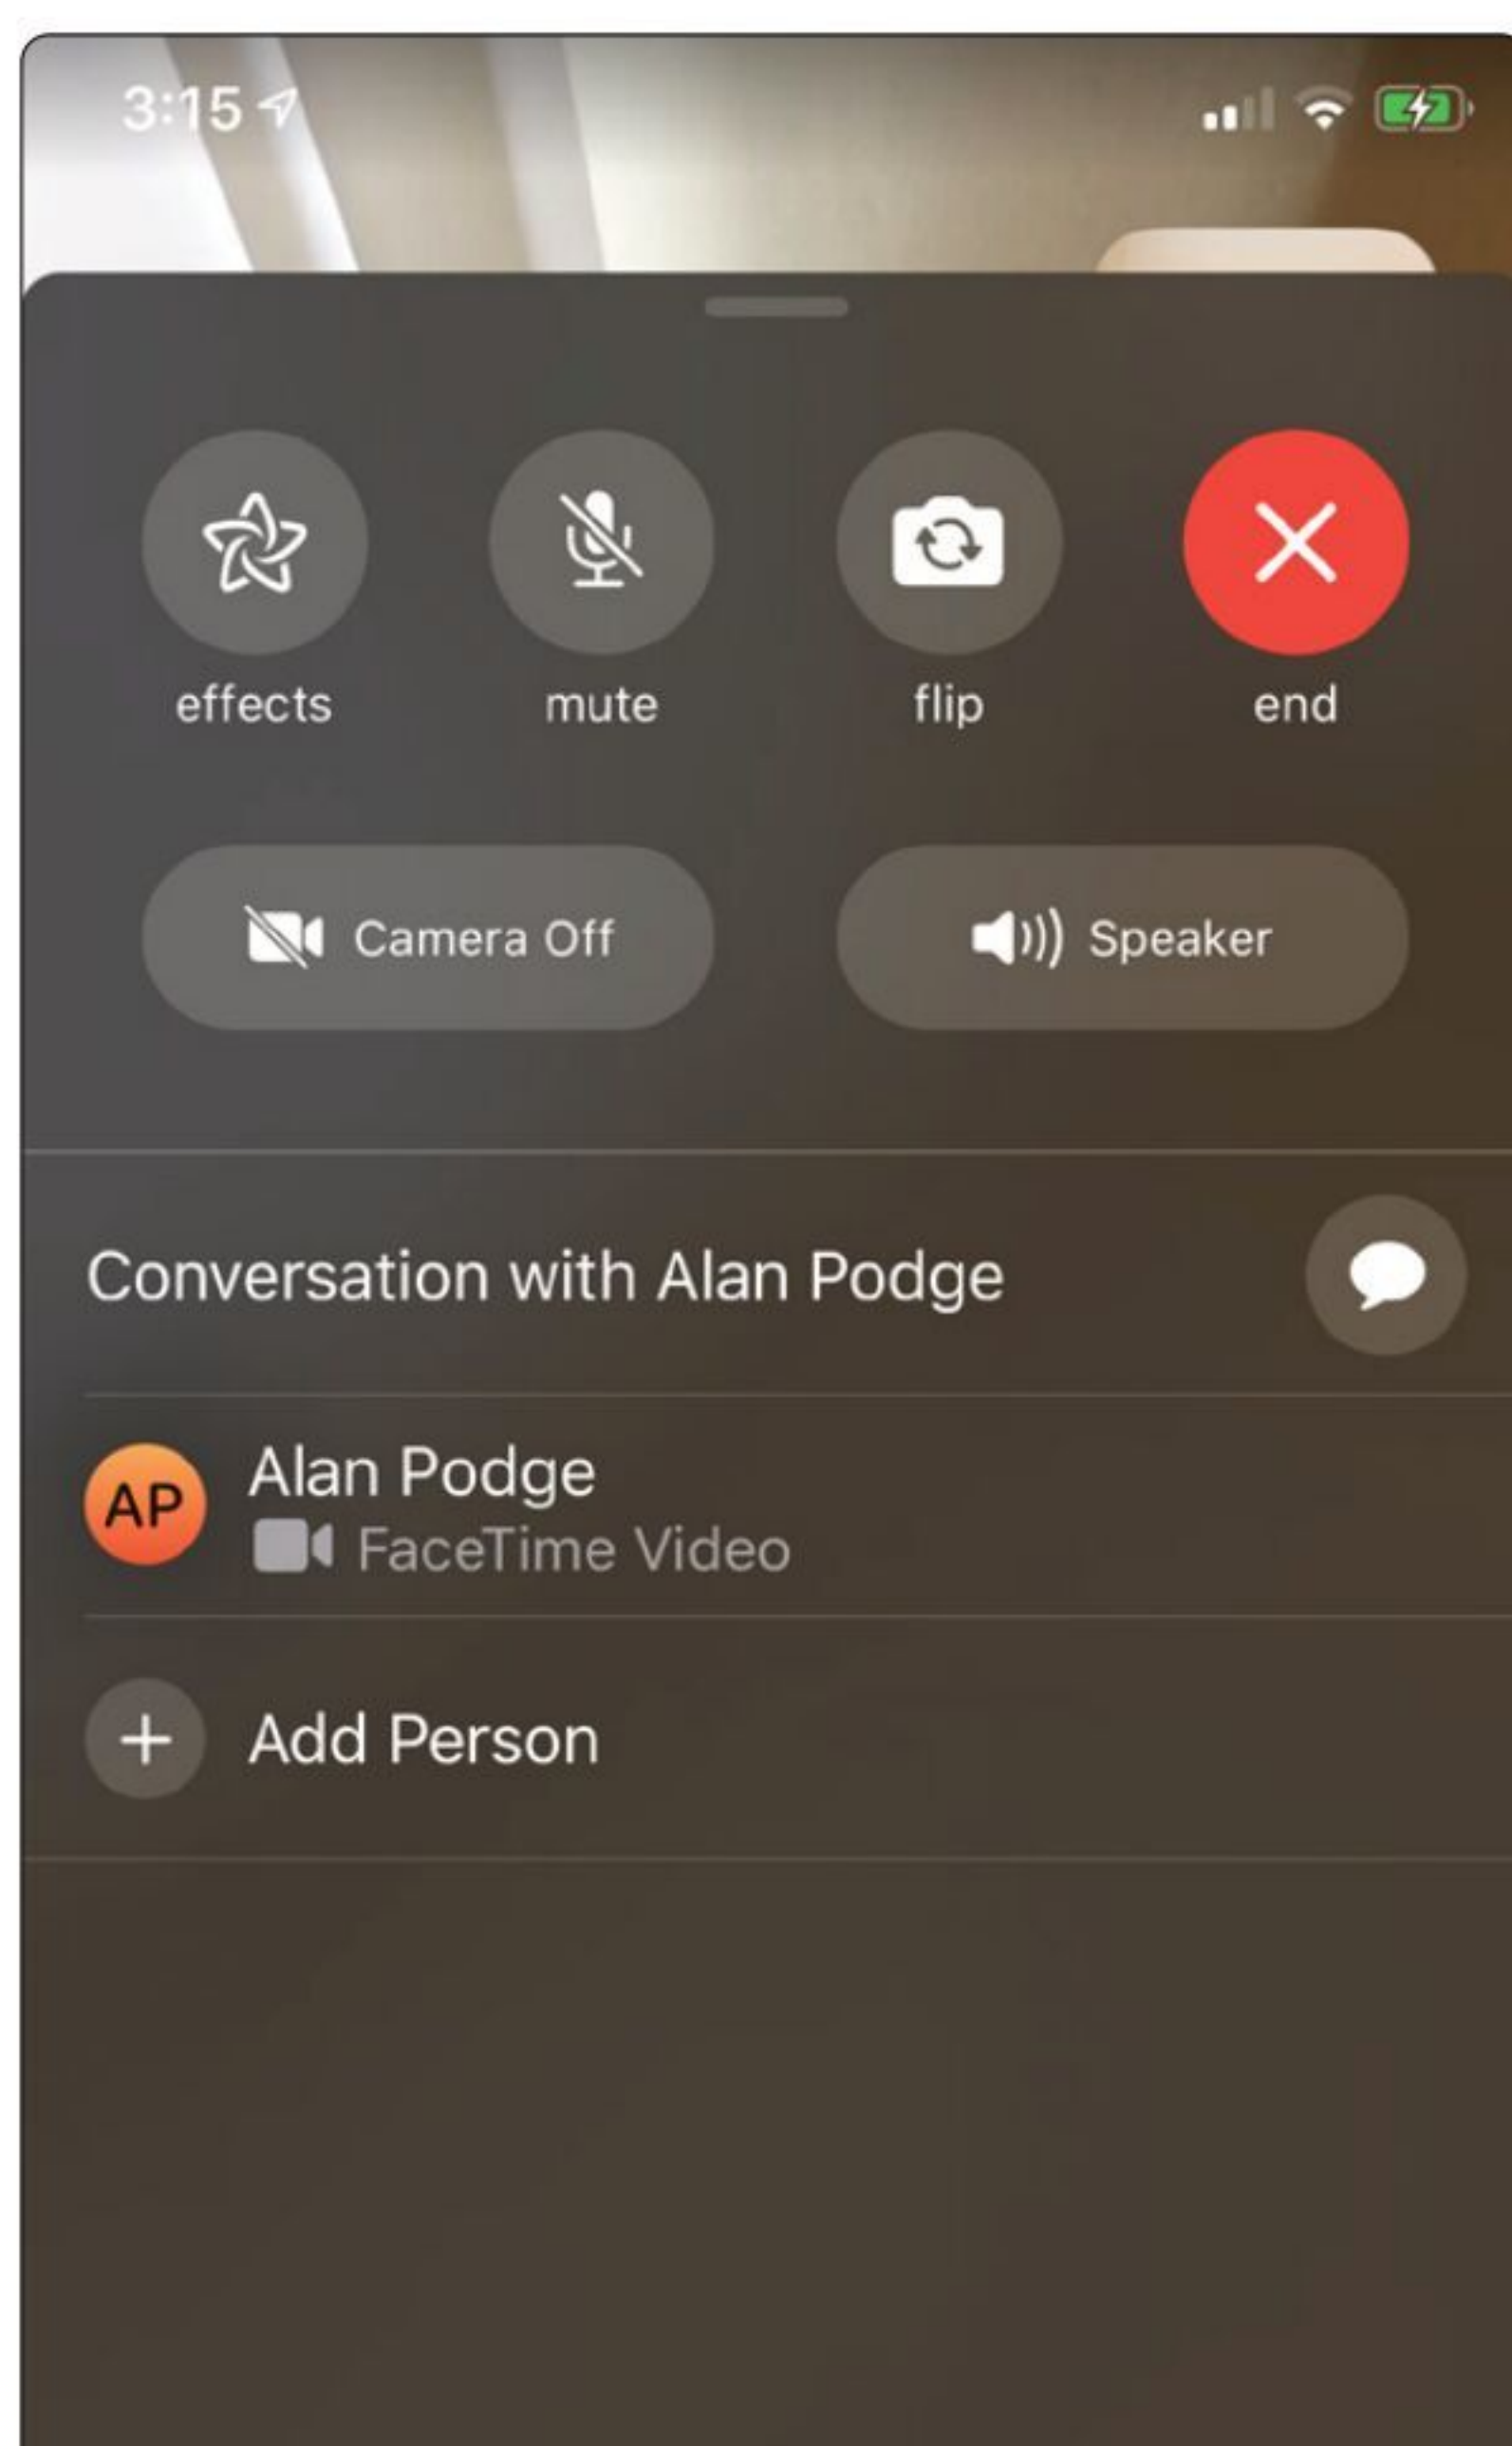 3:15
effects mute flip end
Camera Off Speaker
Conversation with Alan Podge
AP Alan Podge
FaceTime Video
+ Add Person